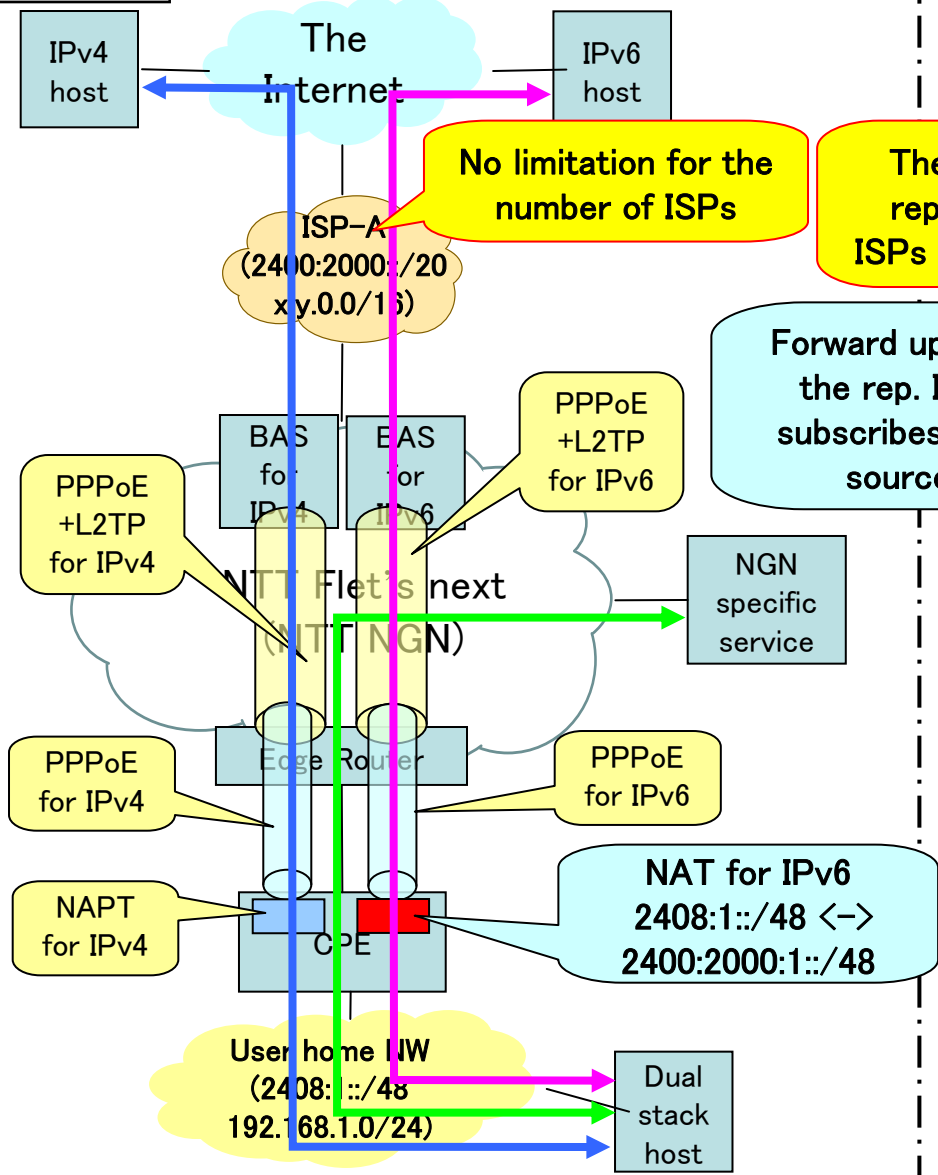 IPv4
host
The
Internet
IPv6
host
No limitation for the
number of ISPs
The
rep
ISPs
ISP-A
(2400:2000::/20
x.y.0.0/16)
Forward up
the rep. I
subscribes
source
BAS
for
IPv4
BAS
for
IPv6
PPPoE
+L2TP
for IPv6
PPPoE
+L2TP
for IPv4
NTT Flet's next
(NTT NGN)
NGN
specific
service
Edge Router
PPPoE
for IPv4
PPPoE
for IPv6
NAPT
for IPv4
CPE
NAT for IPv6
2408:1::/48 <->
2400:2000:1::/48
User home NW
(2408:1::/48
192.168.1.0/24)
Dual
stack
host